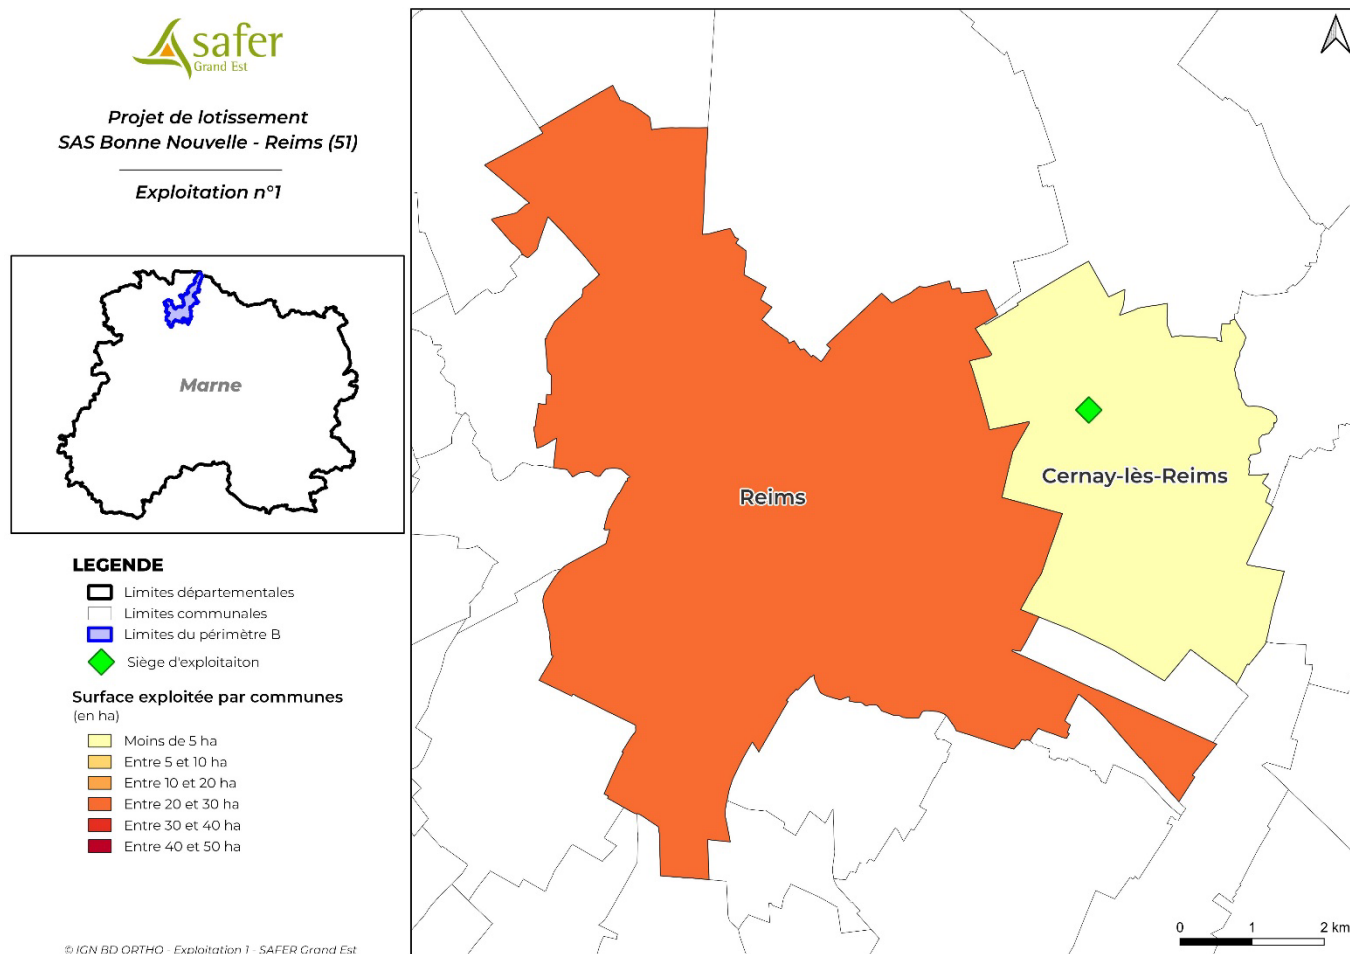 safer
Grand Est
Projet de lotissement
SAS Bonne Nouvelle - Reims (51)
Exploitation n°1
Marne
LEGENDE
Limites départementales
Limites communales
Limites du périmètre B
Siège d'exploitaiton
Surface exploitée par communes
(en ha)
Moins de 5 ha
Entre 5 et 10 ha
Entre 10 et 20 ha
Entre 20 et 30 ha
Entre 30 et 40 ha
Entre 40 et 50 ha
© IGN BD ORTHO - Exploitation 1 - SAFER Grand Est
Reims
Cernay-lès-Reims
0 1 2 km